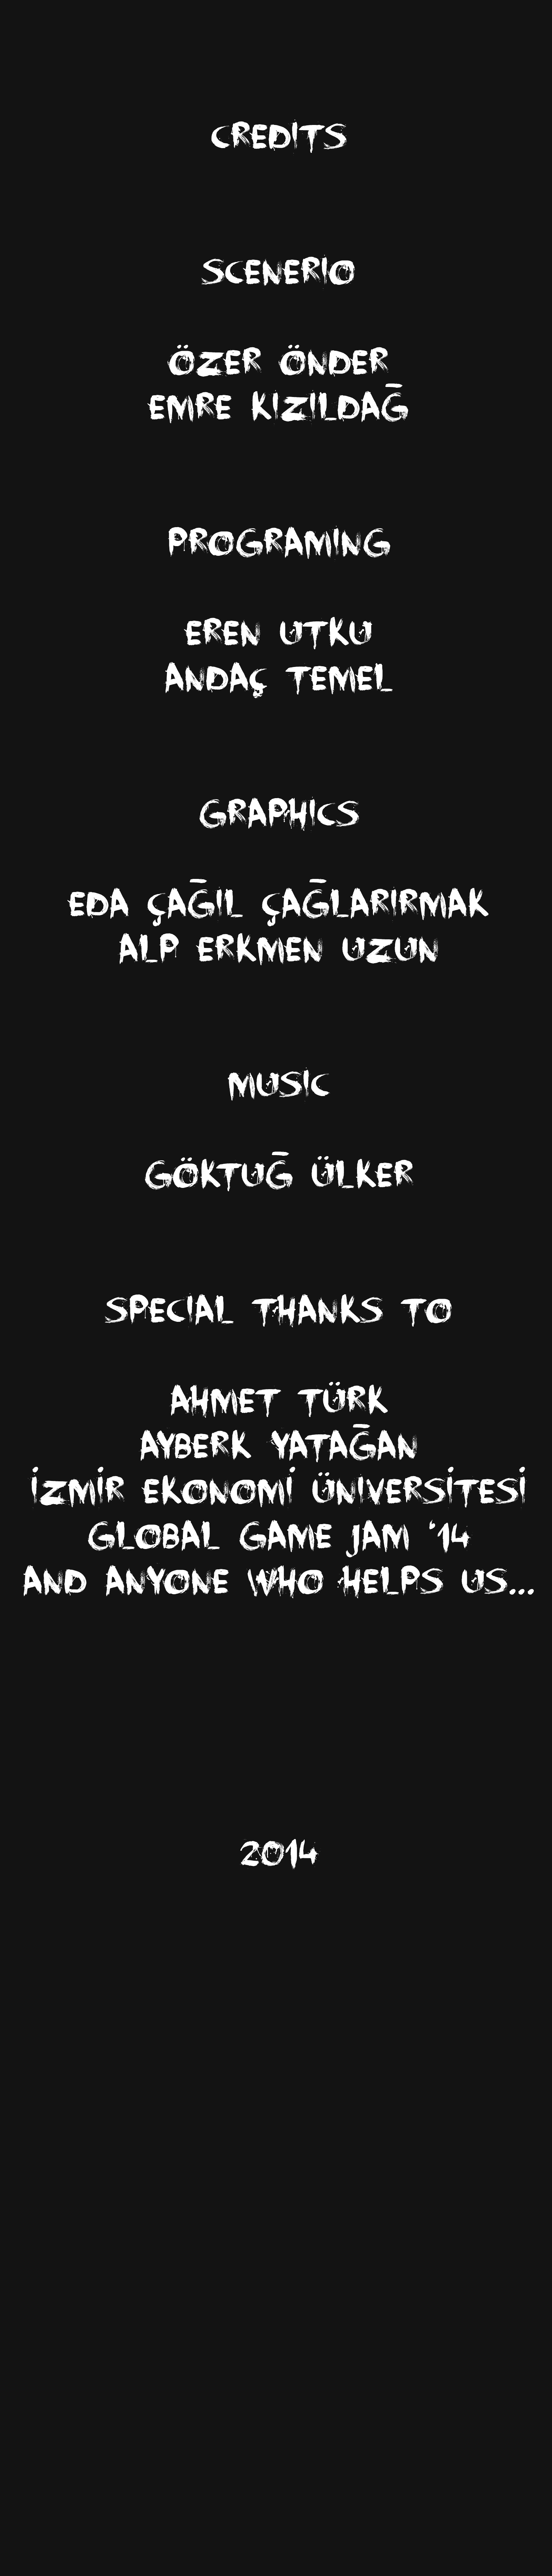 CREDITS
SCENERIO
ÖZER ÖNDER
EMRE KIZILDAĞ
PROGRAMING
EREN UTKU
ANDAÇ TEMEL
GRAPHICS
EDA ÇAĞIL ÇAĞLARIRMAK
ALP ERKMEN UZUN
MUSIC
GÖKTUĞ ÜLKER
SPECIAL THANKS TO
AHMET TÜRK
AYBERK YATAĞAN
İZMİR EKONOMİ ÜNIVERSİTESİ
GLOBAL GAME JAM '14
AND ANYONE WHO HELPS US...
2014